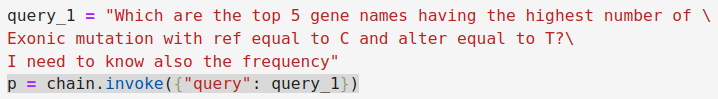 query_1 = "Which are the top 5 gene names having the highest number of \
Exonic mutation with ref equal to C and alter equal to T?\
I need to know also the frequency"
p = chain.invoke({"query": query_1})